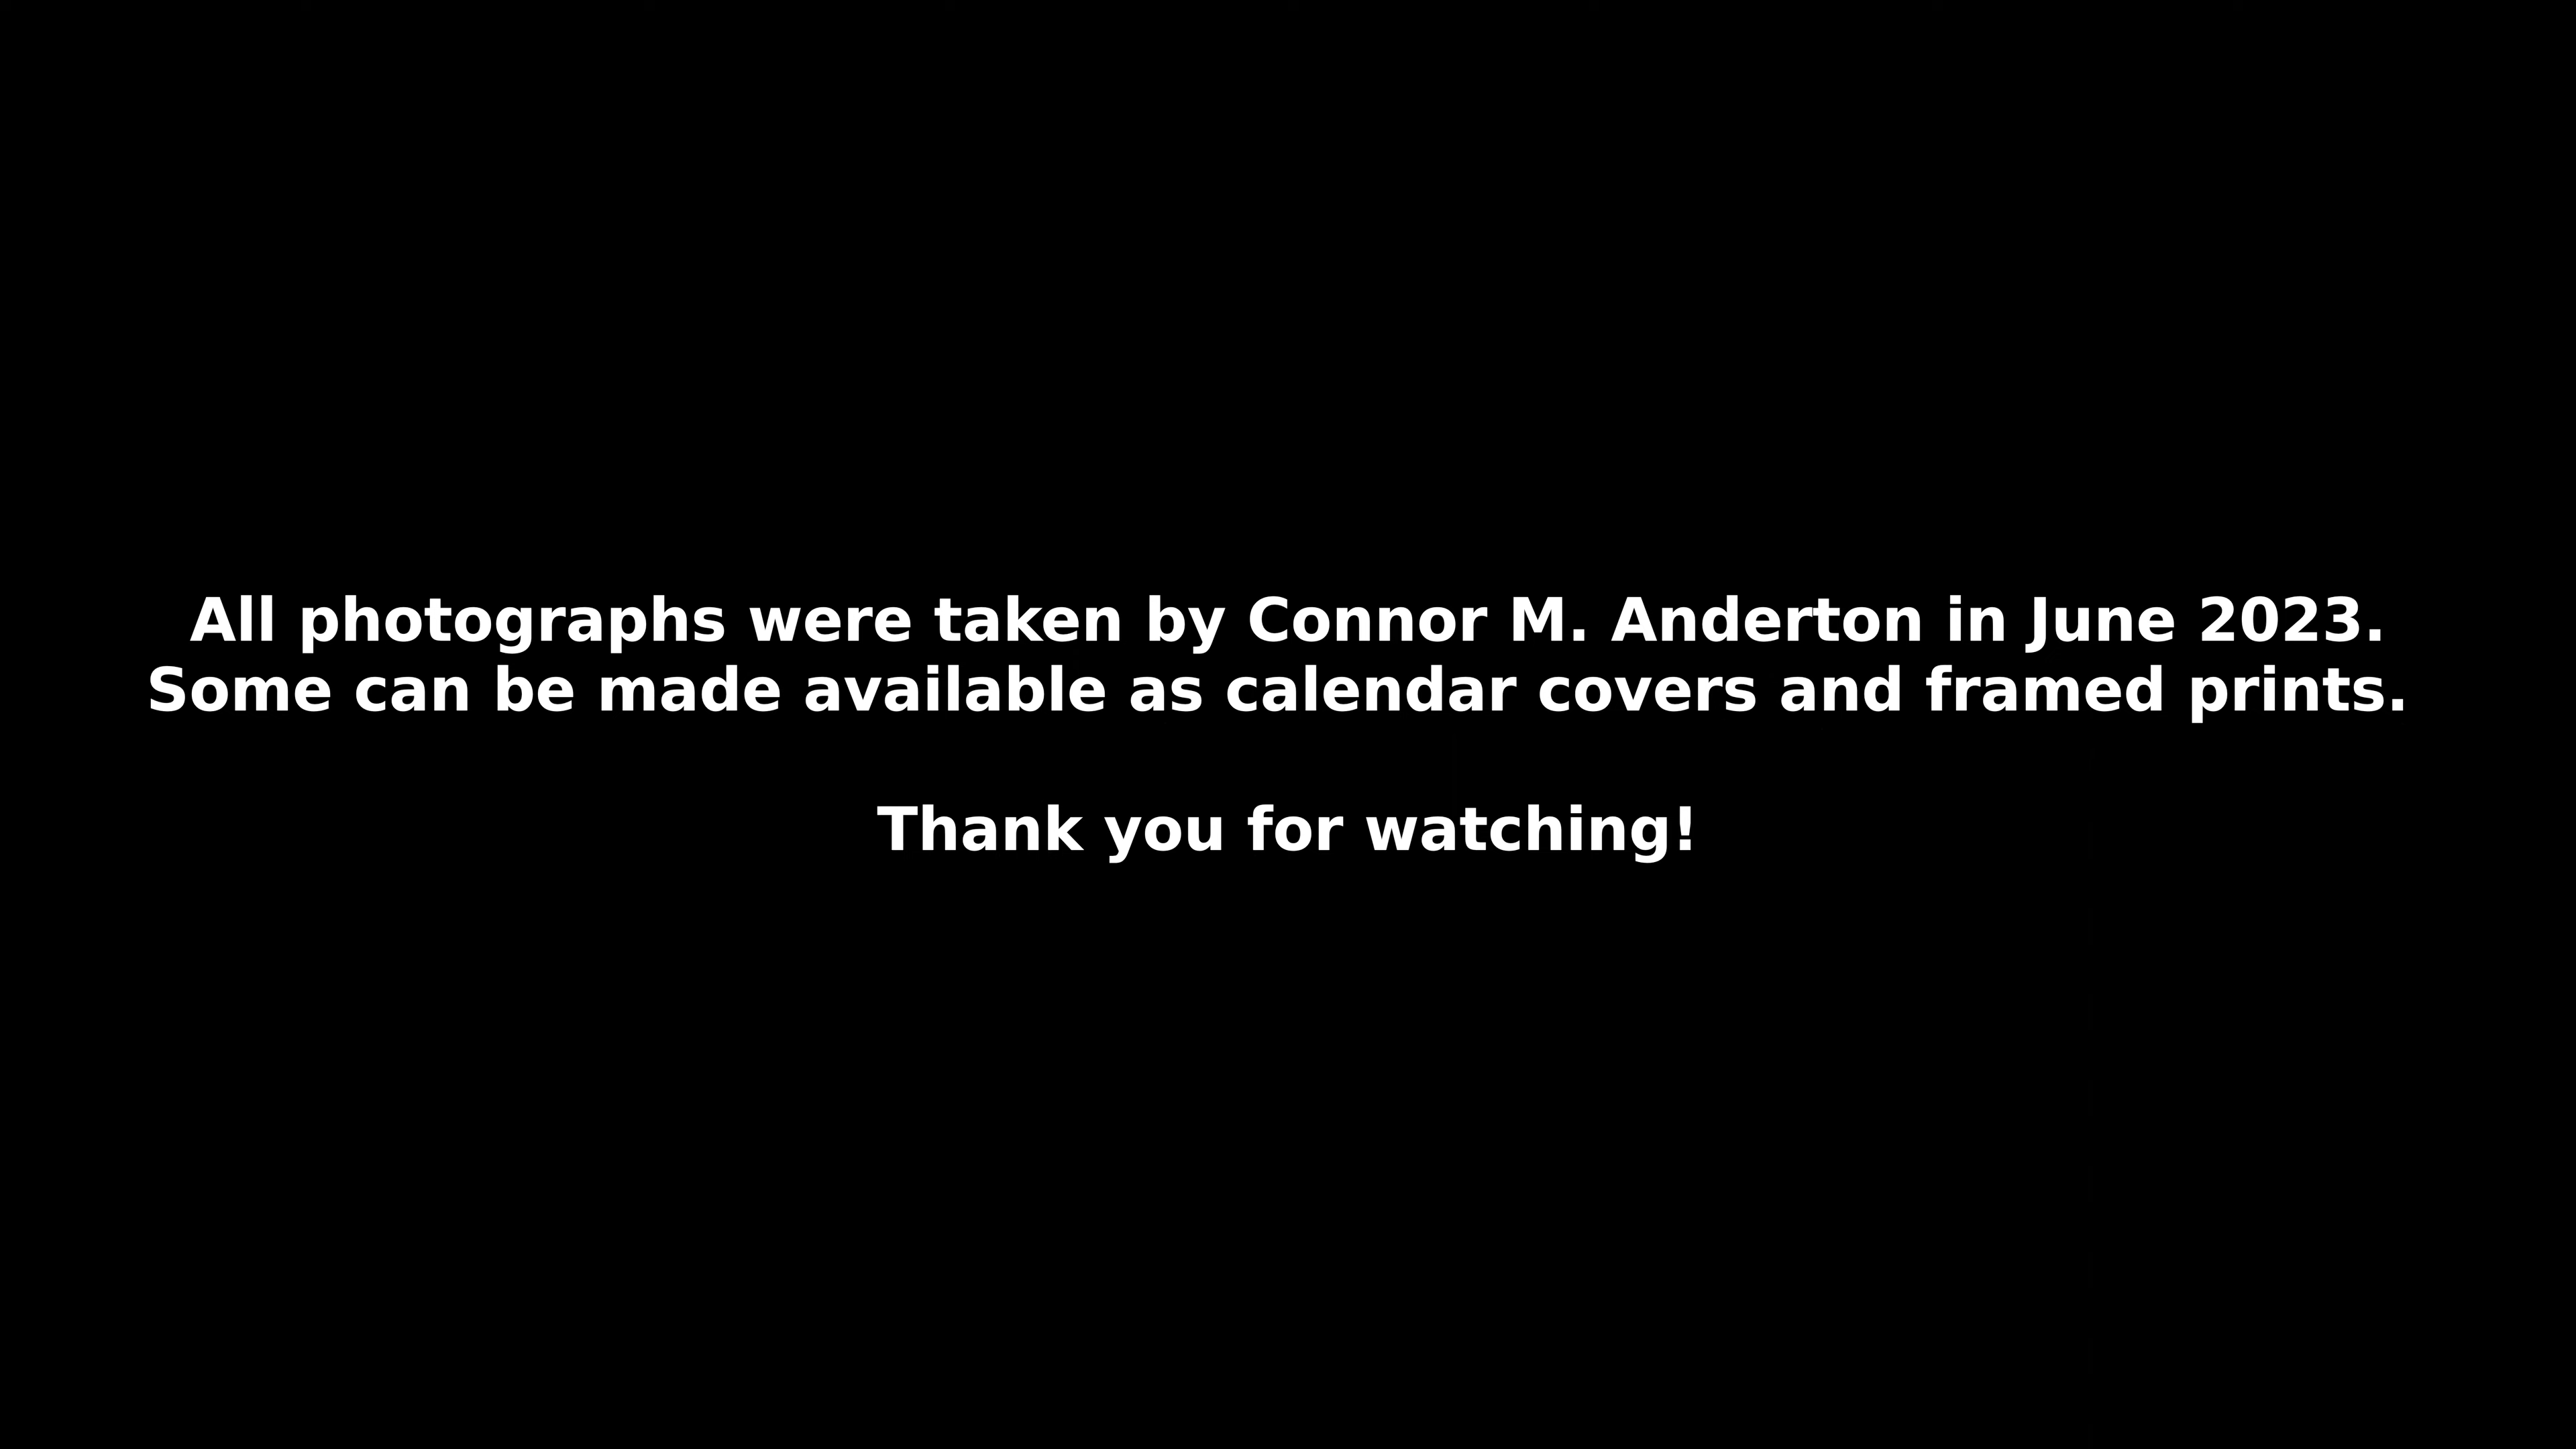 All photographs were taken by Connor M. Anderton in June 2023.
Some can be made available as calendar covers and framed prints.
Thank you for watching!